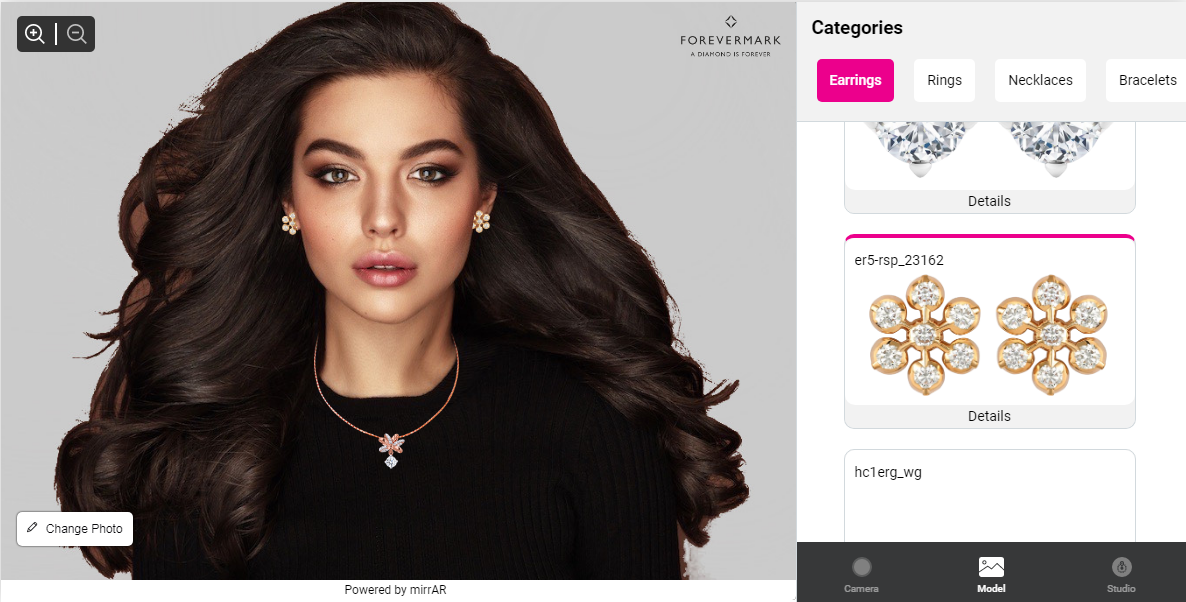 FOREVERMARK
A DIAMOND IS FOREVER
Change Photo
Powered by mirrAR
Categories
Earrings
Rings
Necklaces
Bracelets
Details
er5-rsp_23162
Details
hc1erg_wg
Camera
Model
Studio